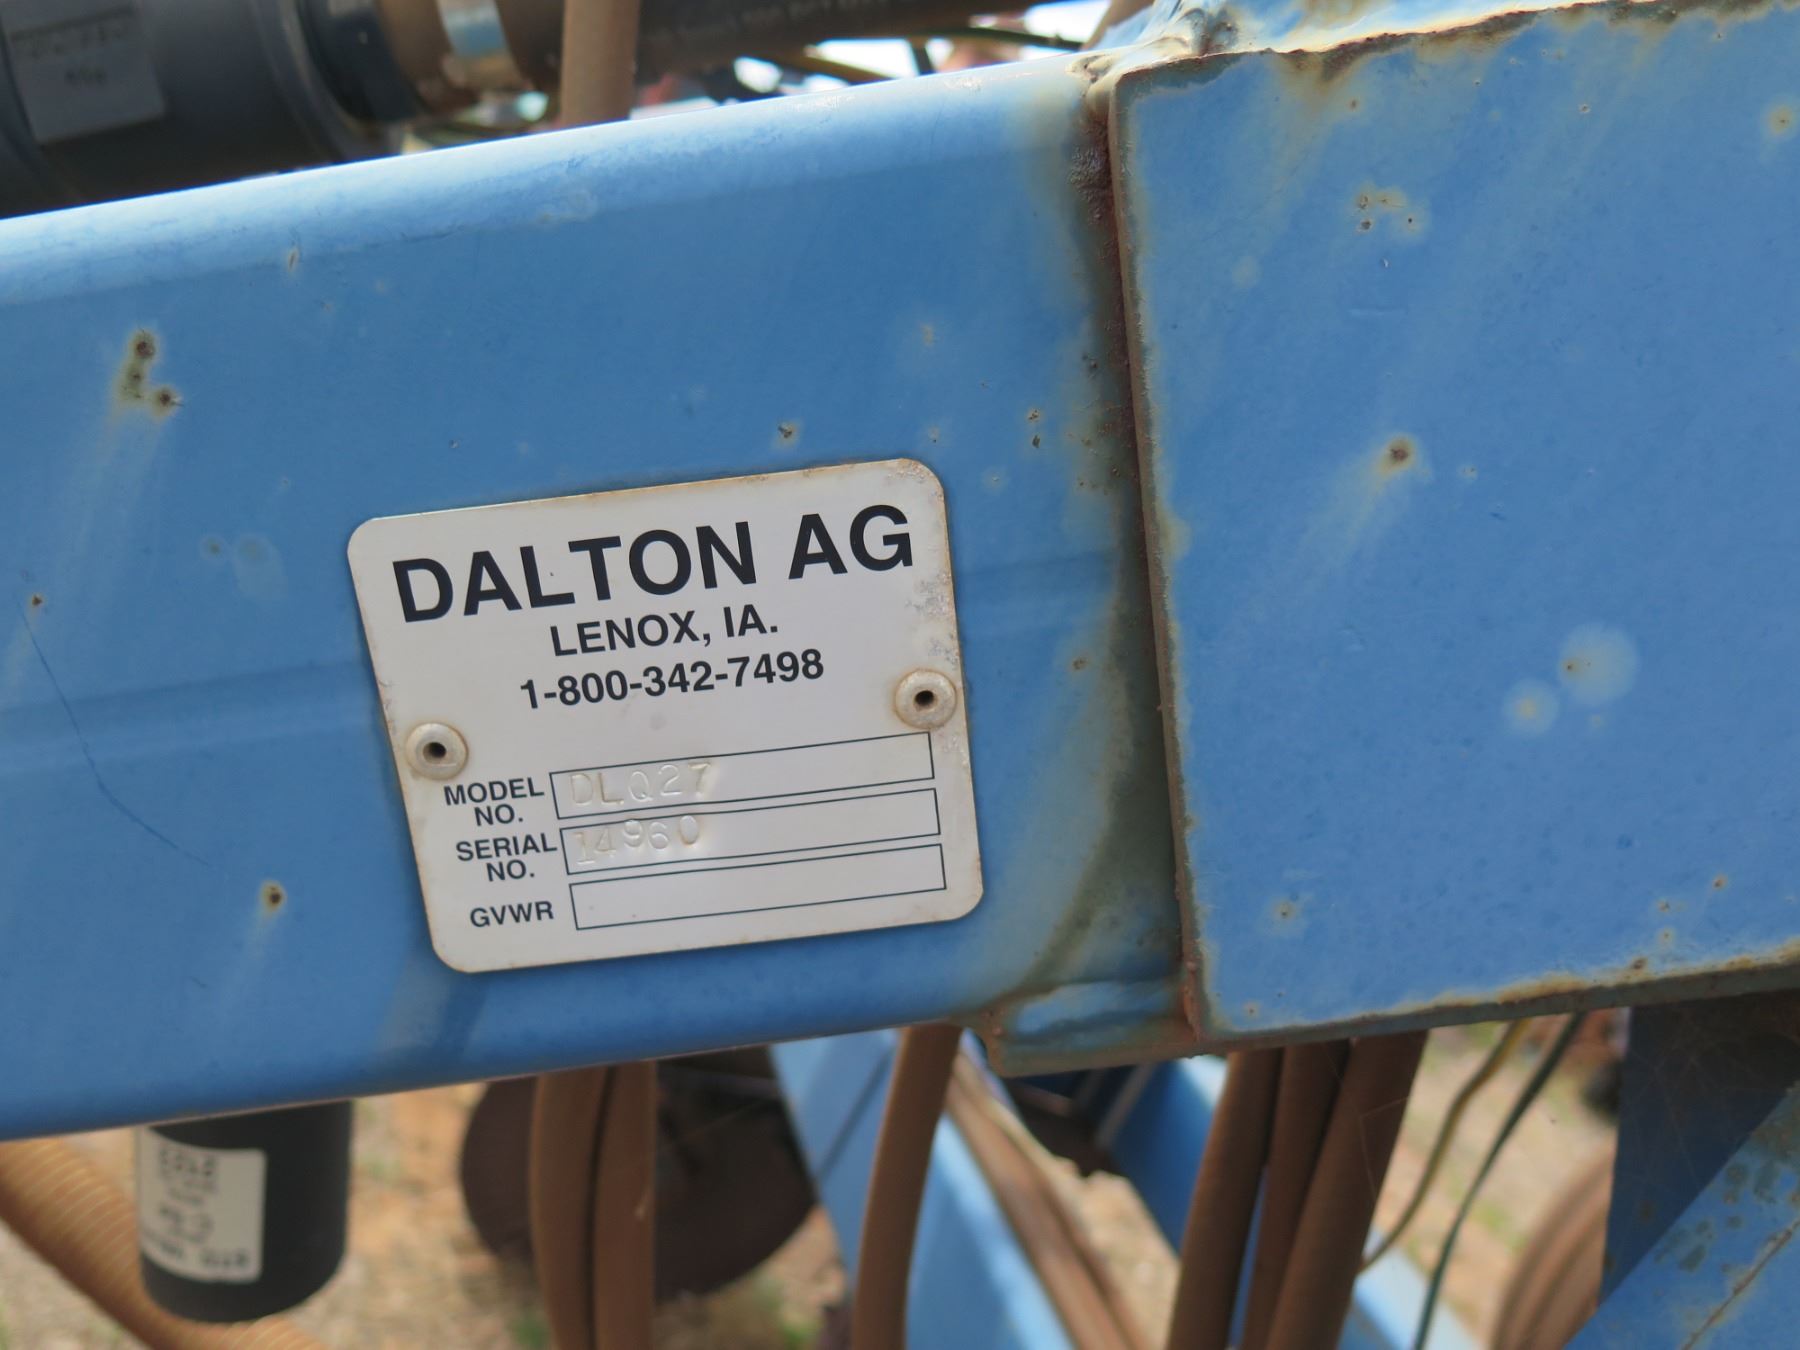 DALTON AG
LENOX, IA.
1-800-342-7498
MODEL NO. DLQ27
SERIAL NO. 14960
GVWR